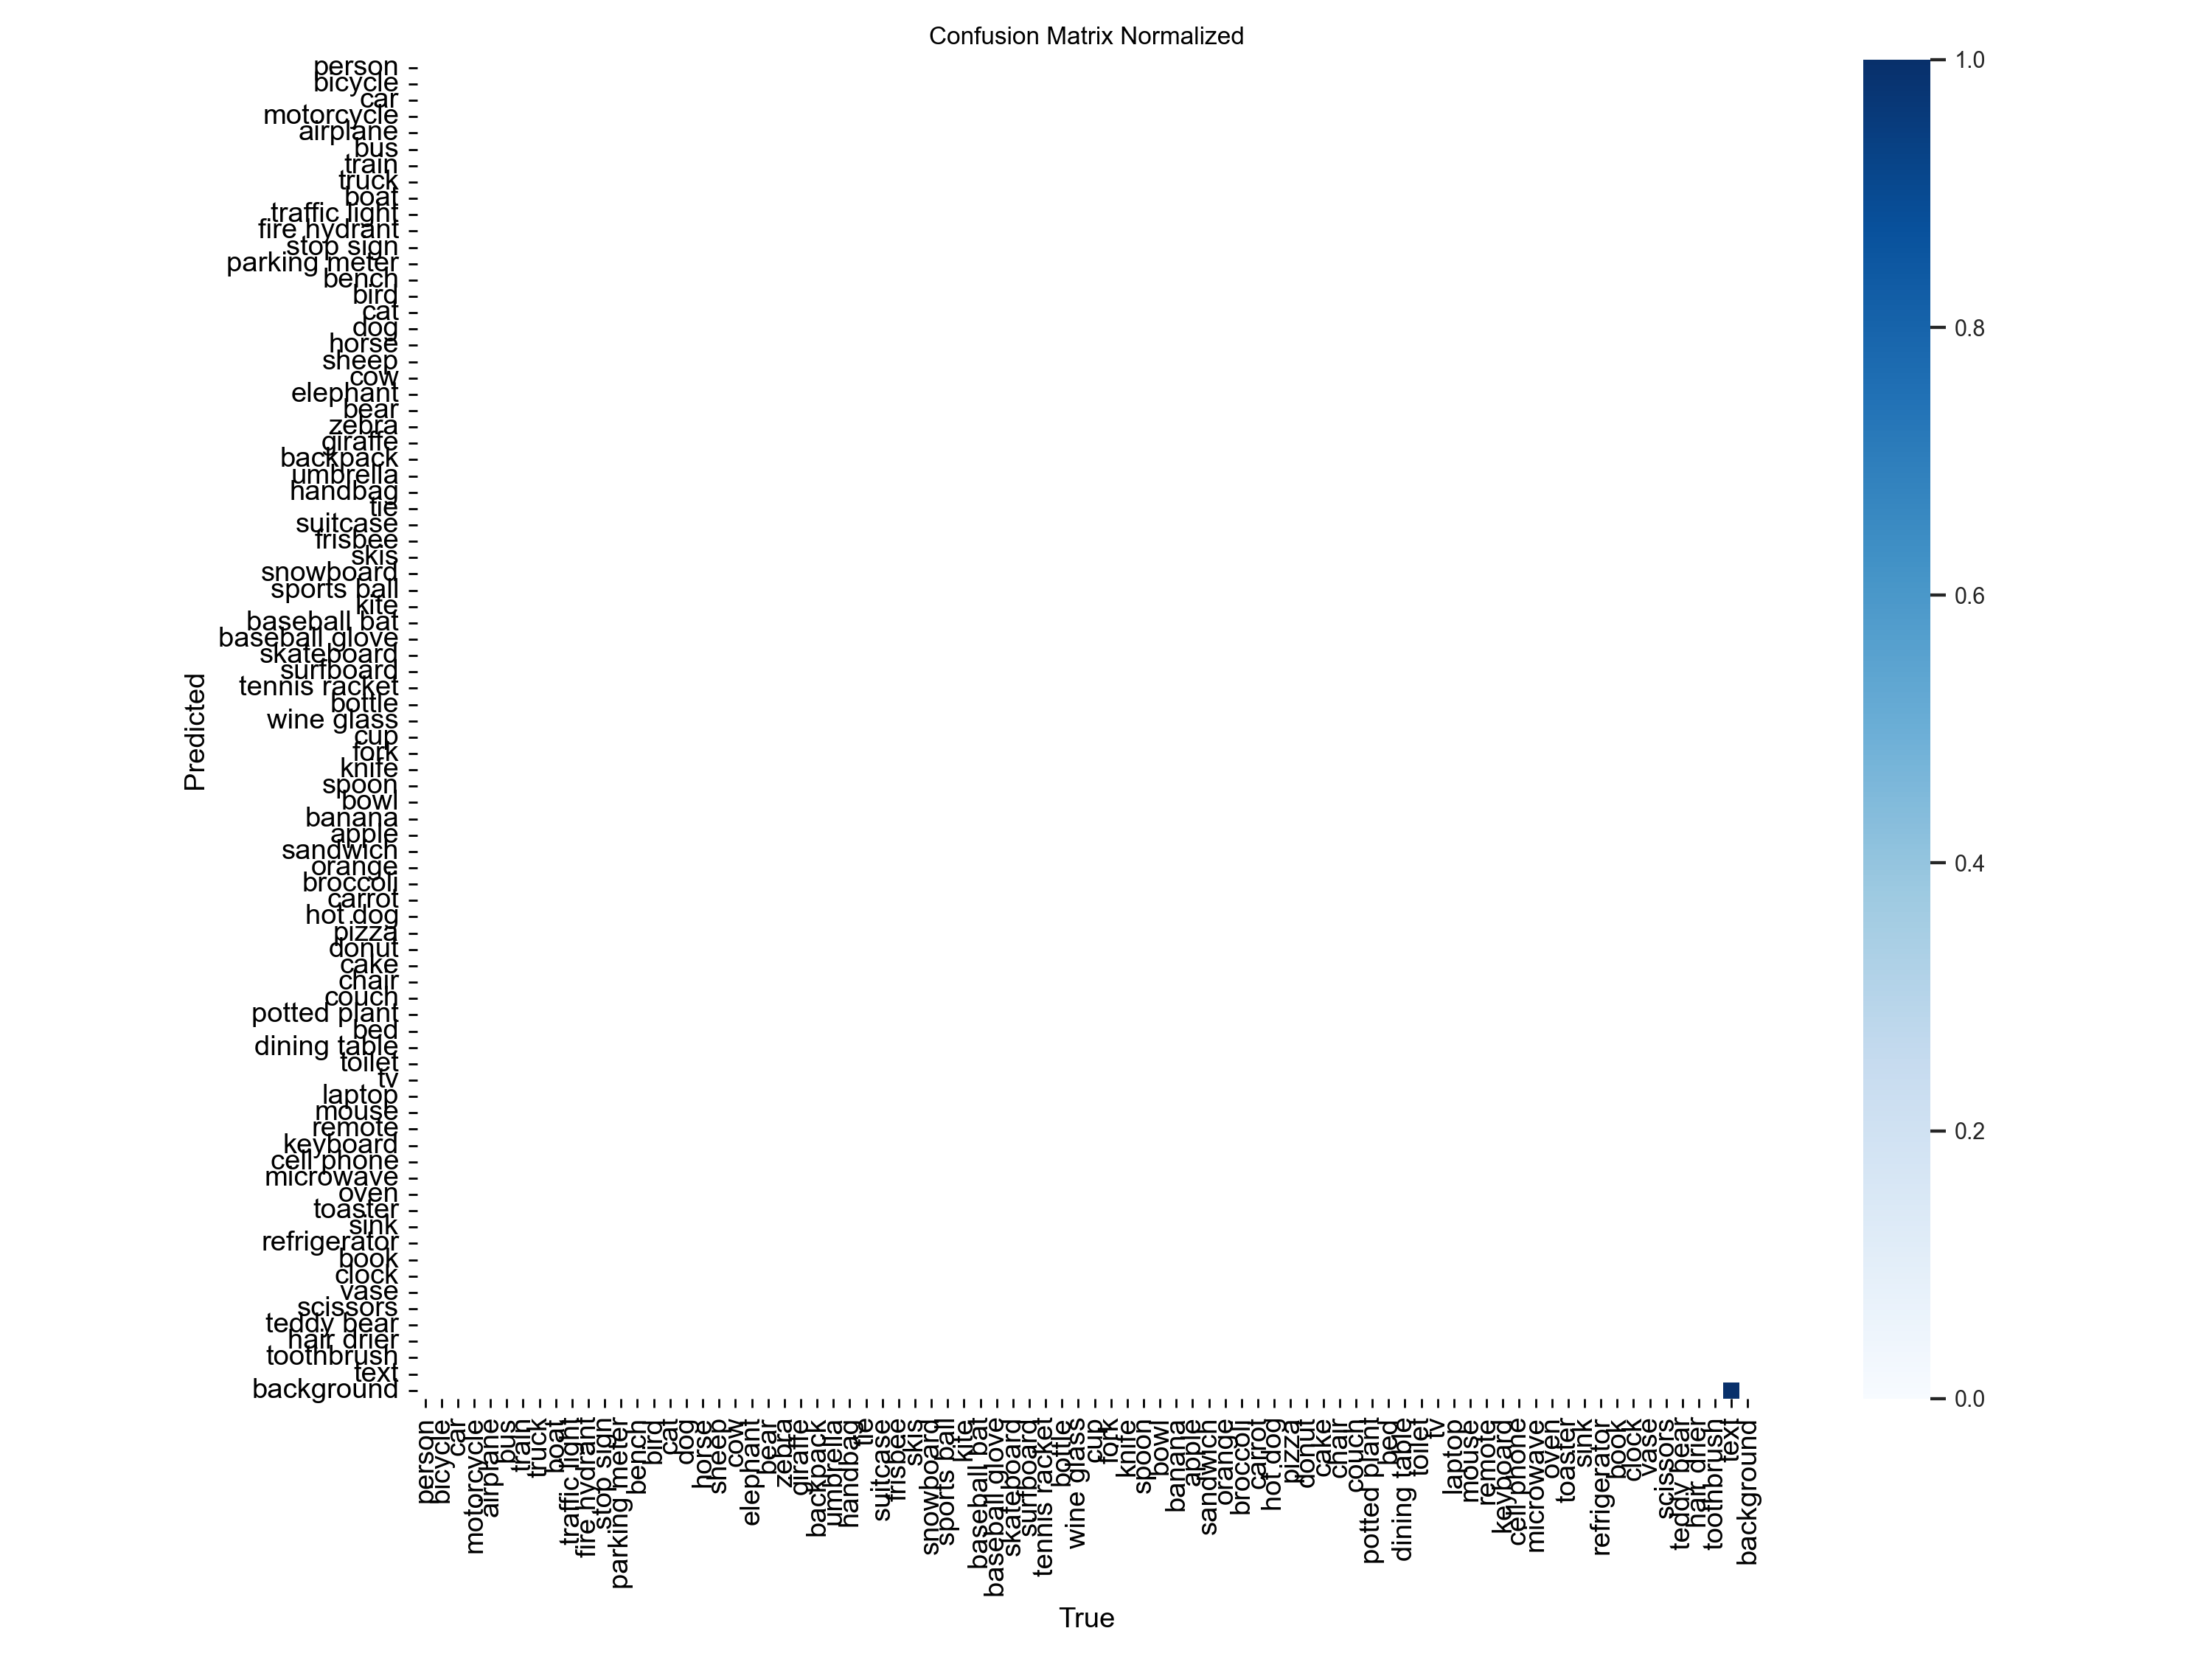 Confusion Matrix Normalized
person
bicycle
car
motorcycle
airplane
bus
train
truck
boat
traffic light
fire hydrant
stop sign
parking meter
bench
bird
cat
dog
horse
sheep
cow
elephant
bear
zebra
giraffe
backpack
umbrella
handbag
tie
suitcase
frisbee
skis
snowboard
sports ball
kite
baseball bat
baseball glove
skateboard
surfboard
tennis racket
bottle
wine glass
cup
fork
knife
spoon
bowl
banana
apple
sandwich
orange
broccoli
carrot
hot dog
pizza
donut
cake
chair
couch
potted plant
bed
dining table
toilet
tv
laptop
mouse
remote
keyboard
cell phone
microwave
oven
toaster
sink
refrigerator
book
clock
vase
scissors
teddy bear
hair drier
toothbrush
text
background
Predicted
person
bicycle
car
motorcycle
airplane
bus
train
truck
boat
traffic light
fire hydrant
stop sign
parking meter
bench
bird
cat
dog
horse
sheep
cow
elephant
bear
zebra
giraffe
backpack
umbrella
handbag
tie
suitcase
frisbee
skis
snowboard
sports ball
kite
baseball bat
baseball glove
skateboard
surfboard
tennis racket
bottle
wine glass
cup
fork
knife
spoon
bowl
banana
apple
sandwich
orange
broccoli
carrot
hot dog
pizza
donut
cake
chair
couch
potted plant
bed
dining table
toilet
tv
laptop
mouse
remote
keyboard
cell phone
microwave
oven
toaster
sink
refrigerator
book
clock
vase
scissors
teddy bear
hair drier
toothbrush
text
background
True
1.0
0.8
0.6
0.4
0.2
0.0